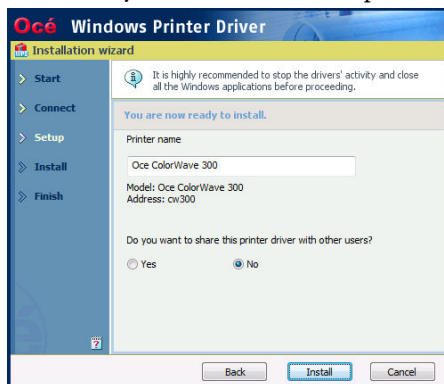 Océ Windows Printer Driver
Installation wizard
Start
Connect
Setup
Install
Finish
It is highly recommended to stop the drivers' activity and close
all the Windows applications before proceeding.
You are now ready to install.
Printer name
Oce ColorWave 300
Model: Oce ColorWave 300
Address: cw300
Do you want to share this printer driver with other users?
Yes No
Back Install Cancel